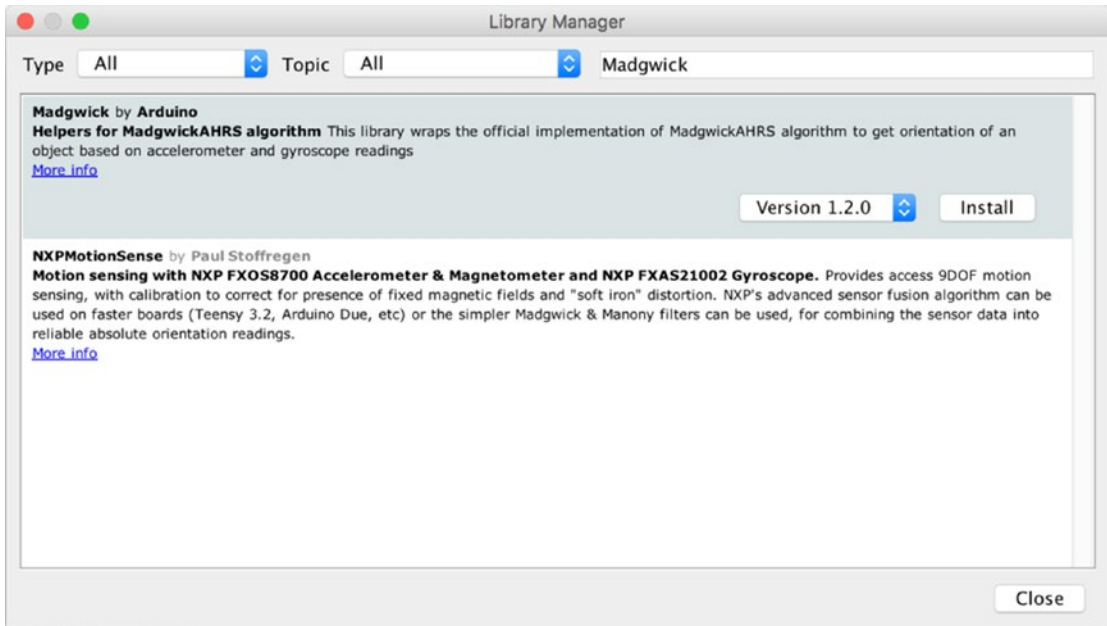 Library Manager
Type All Topic All Madgwick
Madgwick by Arduino
Helpers for MadgwickAHRS algorithm This library wraps the official implementation of MadgwickAHRS algorithm to get orientation of an
object based on accelerometer and gyroscope readings
More info
Version 1.2.0 Install
NXPMotionSense by Paul Stoffregen
Motion sensing with NXP FXOS8700 Accelerometer & Magnetometer and NXP FXAS21002 Gyroscope. Provides access 9DOF motion
sensing, with calibration to correct for presence of fixed magnetic fields and "soft iron" distortion. NXP's advanced sensor fusion algorithm can be
used on faster boards (Teensy 3.2, Arduino Due, etc) or the simpler Madgwick & Manony filters can be used, for combining the sensor data into
reliable absolute orientation readings.
More info
Close